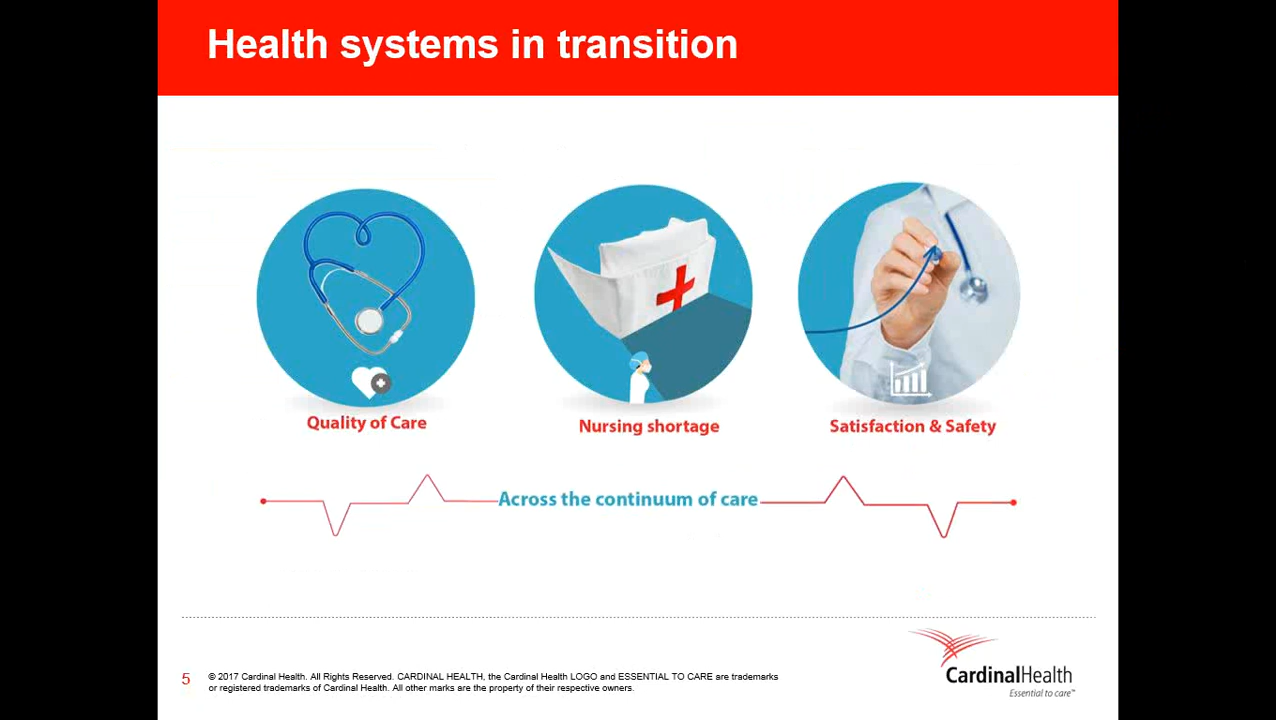 Health systems in transition
Quality of Care
Nursing shortage
Satisfaction & Safety
Across the continuum of care
5
© 2017 Cardinal Health. All Rights Reserved. CARDINAL HEALTH, the Cardinal Health LOGO and ESSENTIAL TO CARE are trademarks
or registered trademarks of Cardinal Health. All other marks are the property of their respective owners.
CardinalHealth
Essential to care™